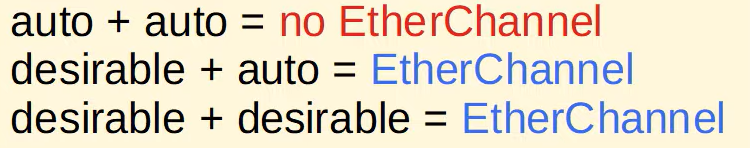 auto + auto = no EtherChannel
desirable + auto = EtherChannel
desirable + desirable = EtherChannel